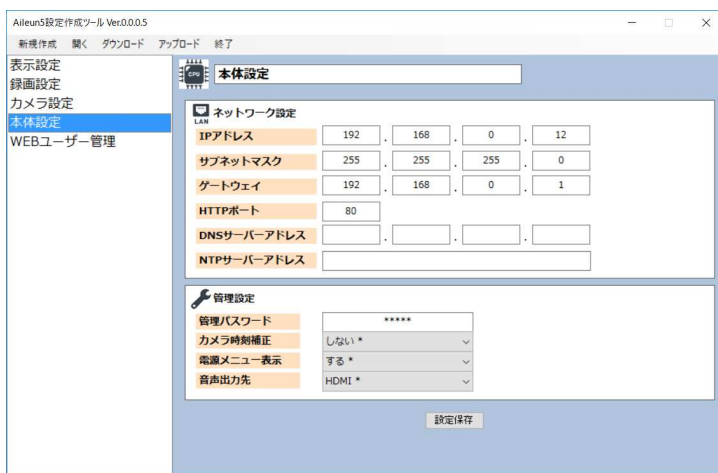 Aileun5設定作成ツール Ver.0.0.0.5
新規作成 開く ダウンロード アップロード 終了
表示設定
録画設定
カメラ設定
本体設定
WEBユーザー管理
CPU
本体設定
LAN
ネットワーク設定
IPアドレス 192 . 168 . 0 . 12
サブネットマスク 255 . 255 . 255 . 0
ゲートウェイ 192 . 168 . 0 . 1
HTTPポート 80
DNSサーバーアドレス . . .
NTPサーバーアドレス
管理設定
管理パスワード *****
カメラ時刻補正 しない *
電源メニュー表示 する *
音声出力先 HDMI *
設定保存